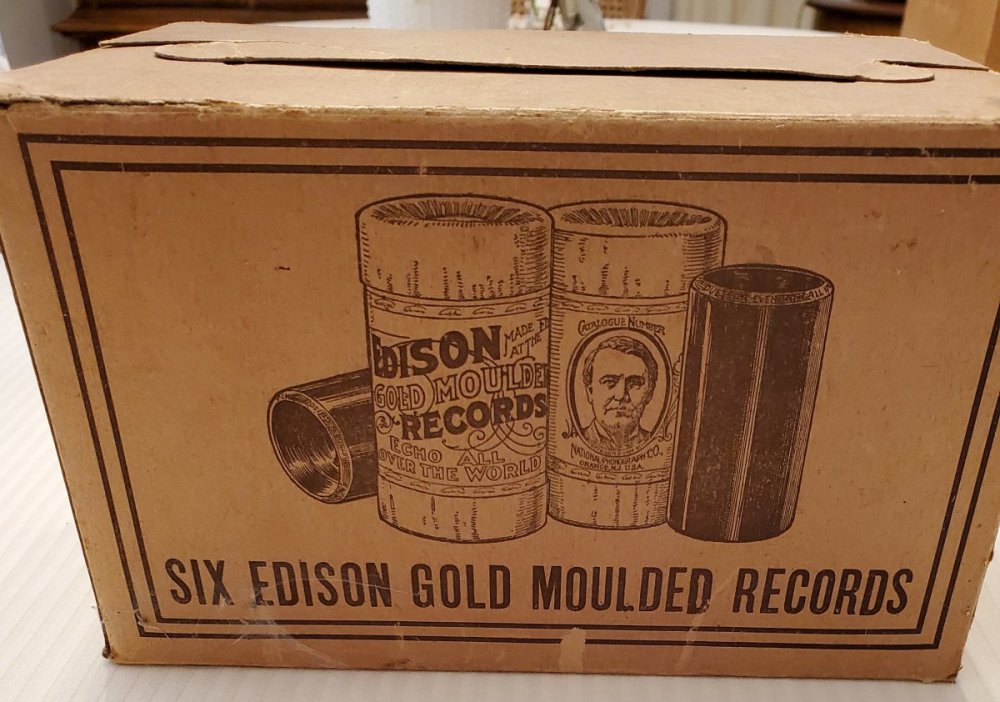 EDISON
MADE
AT THE ED
GOLD MOULDED
RECORDS
ECHO ALL
OVER THE WORLD
CATALOGUE NUMBER
NATIONAL PHONOGRAPH CO.
ORANGE, N.J. U.S.A.
SIX EDISON GOLD MOULDED RECORDS